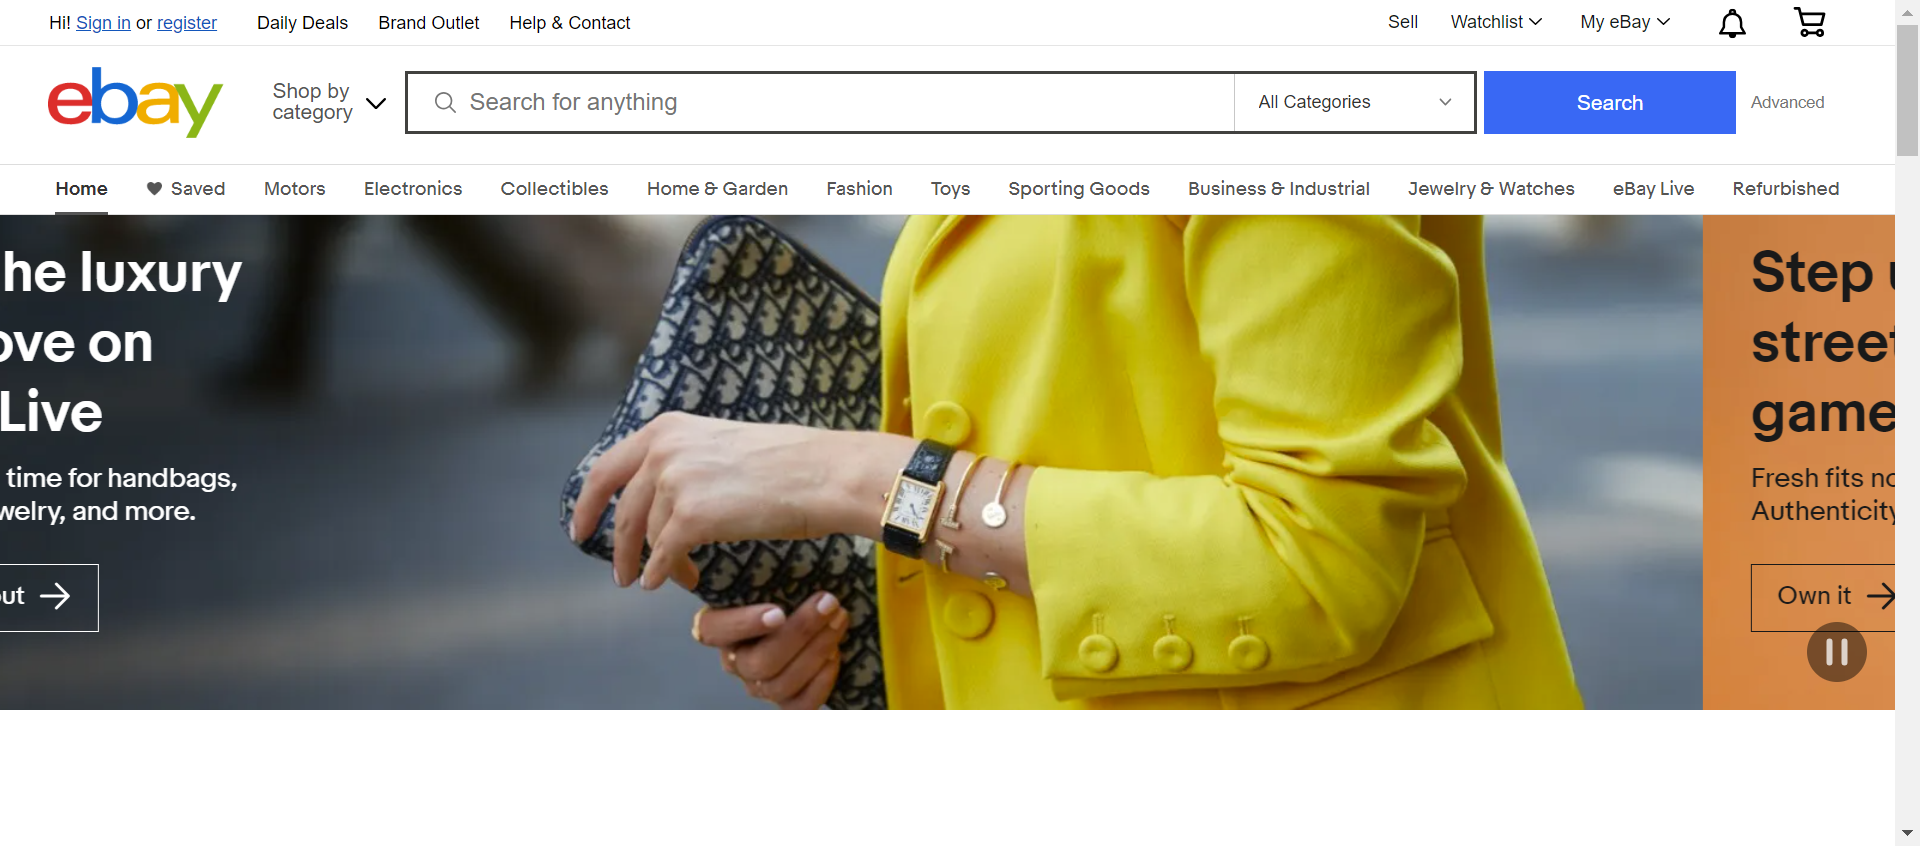 Hi! Sign in or register Daily Deals Brand Outlet Help & Contact Sell Watchlist My eBay
ebay Shop by category Search for anything All Categories Search Advanced
Home Saved Motors Electronics Collectibles Home & Garden Fashion Toys Sporting Goods Business & Industrial Jewelry & Watches eBay Live Refurbished
he luxury
ove on
Live
time for handbags,
welry, and more.
out
Step
street
game
Fresh fits
Authenticity
Own it